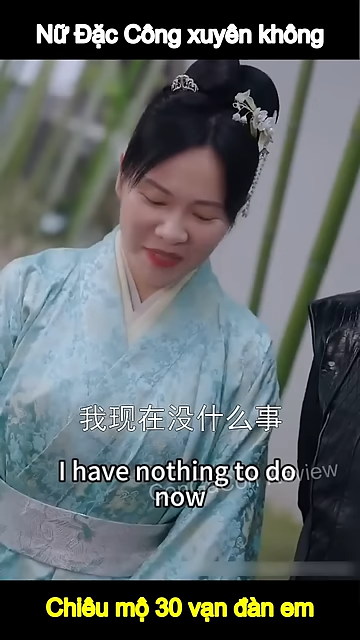 Nữ Đặc Công xuyên không
我现在没什么事
I have nothing to do
now
Chiêu mộ 30 vạn đàn em